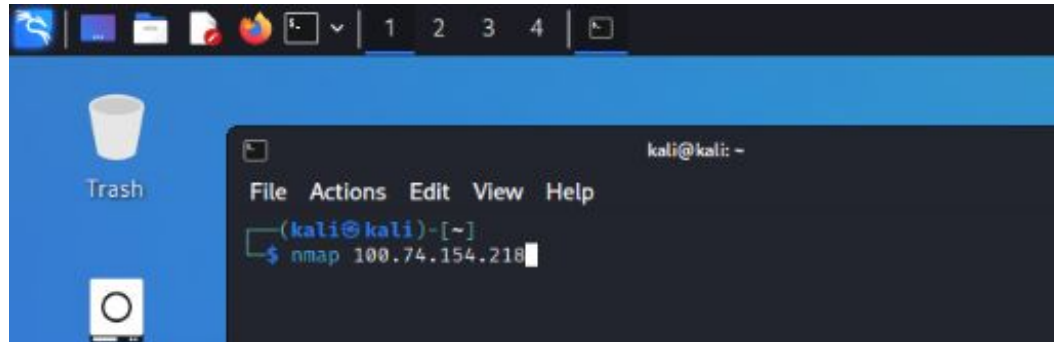 1 2 3 4
kali@kali: ~
Trash
File Actions Edit View Help
(kali㉿kali)-[~]
$ nmap 100.74.154.218